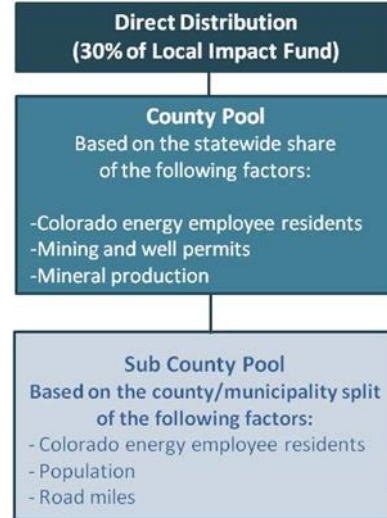 Direct Distribution
(30% of Local Impact Fund)
County Pool
Based on the statewide share
of the following factors:
-Colorado energy employee residents
-Mining and well permits
-Mineral production
Sub County Pool
Based on the county/municipality split
of the following factors:
- Colorado energy employee residents
- Population
- Road miles